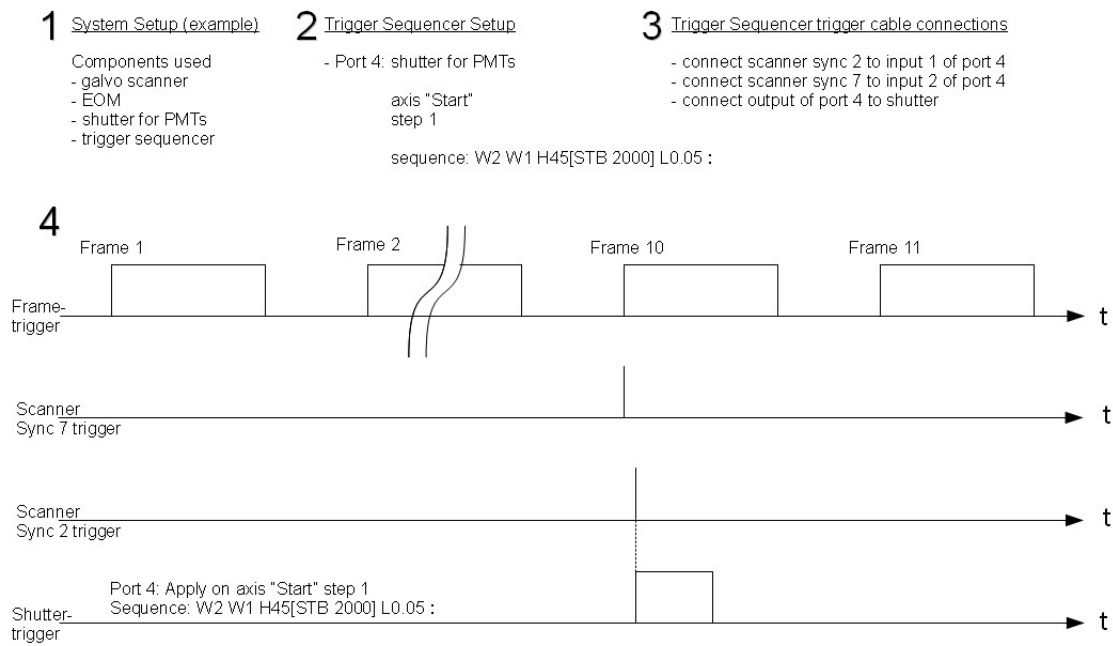 1 System Setup (example)
Components used
- galvo scanner
- EOM
- shutter for PMTs
- trigger sequencer
2 Trigger Sequencer Setup
- Port 4: shutter for PMTs
axis "Start"
step 1
sequence: W2 W1 H45[STB 2000] L0.05 :
3 Trigger Sequencer trigger cable connections
- connect scanner sync 2 to input 1 of port 4
- connect scanner sync 7 to input 2 of port 4
- connect output of port 4 to shutter
4
Frame 1
Frame 2
Frame 10
Frame 11
Frame-
trigger
t
Scanner
Sync 7 trigger
t
Scanner
Sync 2 trigger
t
Port 4: Apply on axis "Start" step 1
Sequence: W2 W1 H45[STB 2000] L0.05 :
Shutter-
trigger
t